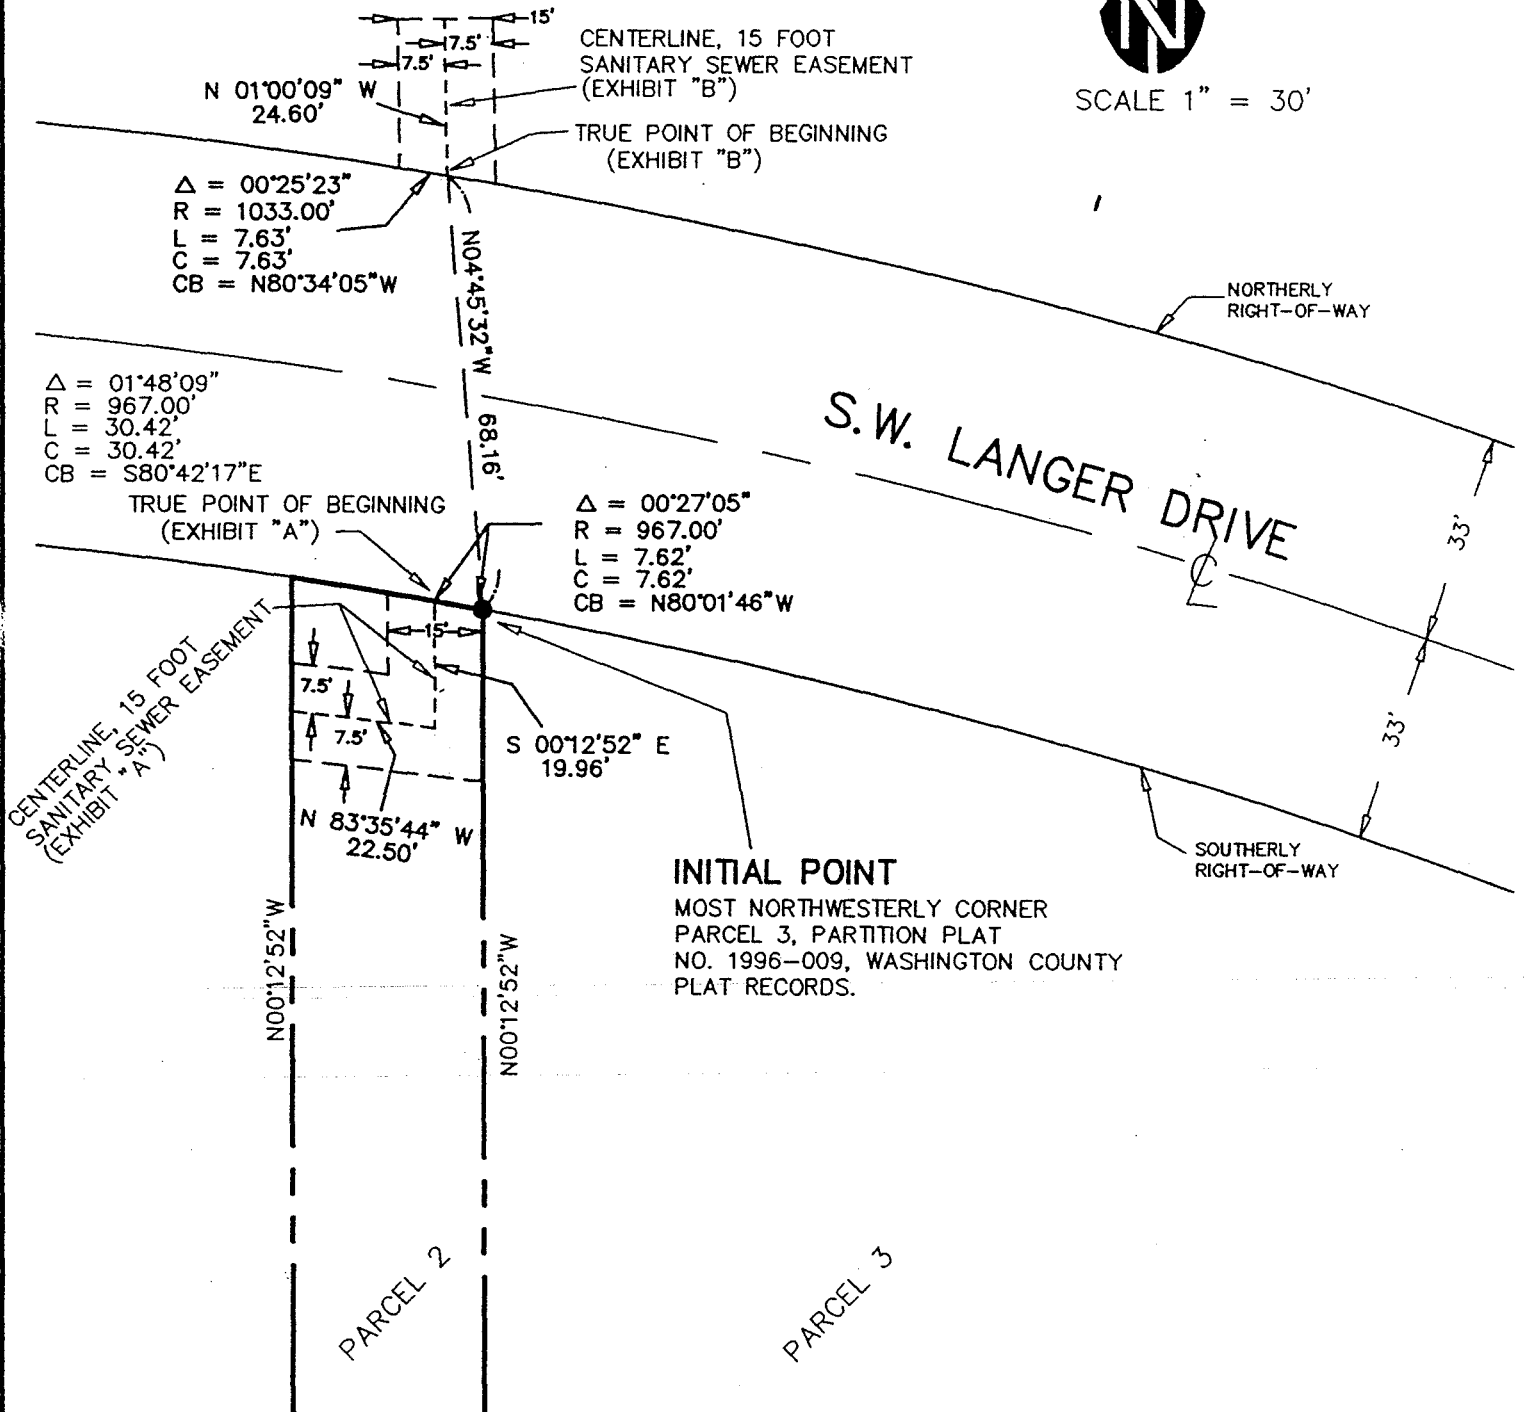 N
SCALE 1" = 30'
15'
7.5'
7.5'
CENTERLINE, 15 FOOT
SANITARY SEWER EASEMENT
(EXHIBIT "B")
N 01°00'09" W
24.60'
TRUE POINT OF BEGINNING
(EXHIBIT "B")
Δ = 00°25'23"
R = 1033.00'
L = 7.63'
C = 7.63'
CB = N80°34'05"W
N04°45'32"W 68.16'
NORTHERLY
RIGHT-OF-WAY
Δ = 01°48'09"
R = 967.00'
L = 30.42'
C = 30.42'
CB = S80°42'17"E
S.W. LANGER DRIVE
TRUE POINT OF BEGINNING
(EXHIBIT "A")
Δ = 00°27'05"
R = 967.00'
L = 7.62'
C = 7.62'
CB = N80°01'46"W
33'
33'
CENTERLINE, 15 FOOT
SANITARY SEWER EASEMENT
(EXHIBIT "A")
15'
7.5'
7.5'
S 00°12'52" E
19.96'
N 83°35'44" W
22.50'
SOUTHERLY
RIGHT-OF-WAY
INITIAL POINT
MOST NORTHWESTERLY CORNER
PARCEL 3, PARTITION PLAT
NO. 1996-009, WASHINGTON COUNTY
PLAT RECORDS.
N00°12'52"W
N00°12'52"W
PARCEL 2
PARCEL 3